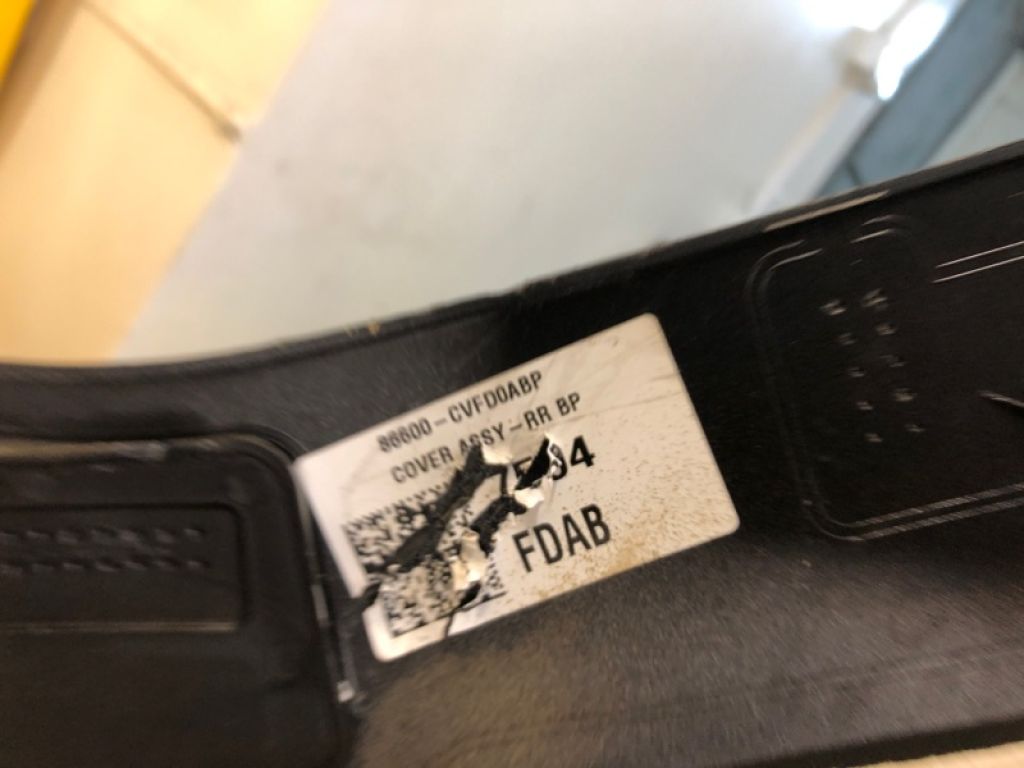 86600-CVFD0ABP
COVER ASSY-RR BP
FDAB